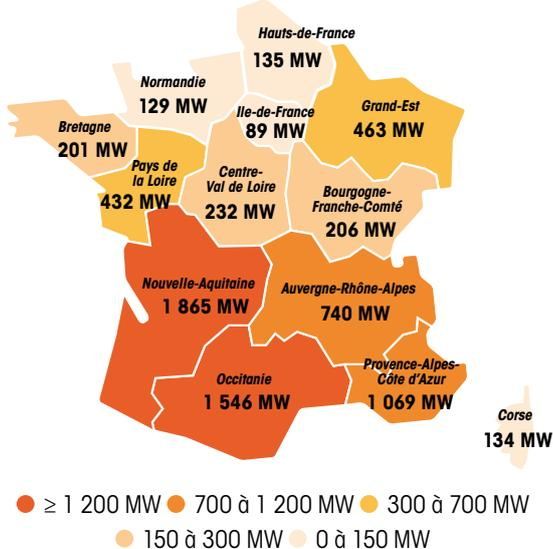 Hauts-de-France
135 MW
Normandie
129 MW
Ile-de-France
89 MW
Grand-Est
463 MW
Bretagne
201 MW
Pays de
la Loire
432 MW
Centre-
Val de Loire
232 MW
Bourgogne-
Franche-Comté
206 MW
Nouvelle-Aquitaine
1 865 MW
Auvergne-Rhône-Alpes
740 MW
Occitanie
1 546 MW
Provence-Alpes-
Côte d'Azur
1 069 MW
Corse
134 MW
≥ 1 200 MW 700 à 1 200 MW 300 à 700 MW
150 à 300 MW 0 à 150 MW